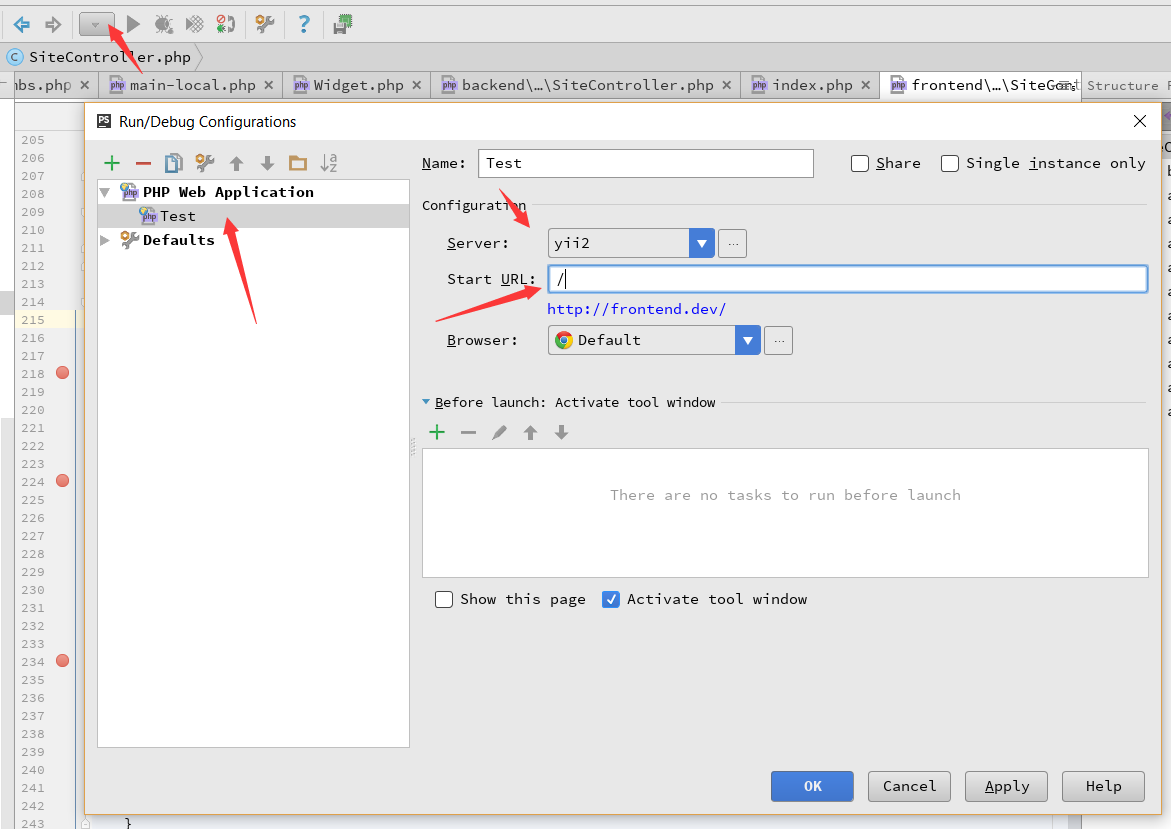 SiteController.php
nbs.php
main-local.php
Widget.php
backend\…\SiteController.php
index.php
Structure
PS Run/Debug Configurations
PHP Web Application
Test
Defaults
Name: Test
Share
Single instance only
Configuration
Server: yii2 ...
Start URL: /
http://frontend.dev/
Browser: Default ...
Before launch: Activate tool window
There are no tasks to run before launch
Show this page
Activate tool window
OK
Cancel
Apply
Help
205
206
207
208
209
210
211
212
213
214
215
216
217
218
219
220
221
222
223
224
225
226
227
228
229
230
231
232
233
234
235
236
237
238
239
240
241
242
243
}